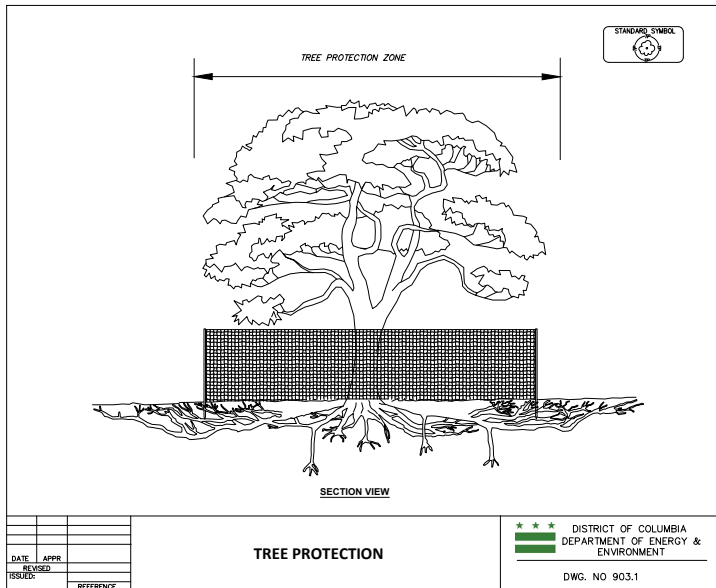 STANDARD SYMBOL
TREE PROTECTION ZONE
SECTION VIEW
DATE APPR
REVISED
ISSUED:
REFERENCE
TREE PROTECTION
DISTRICT OF COLUMBIA
DEPARTMENT OF ENERGY &
ENVIRONMENT
DWG. NO 903.1